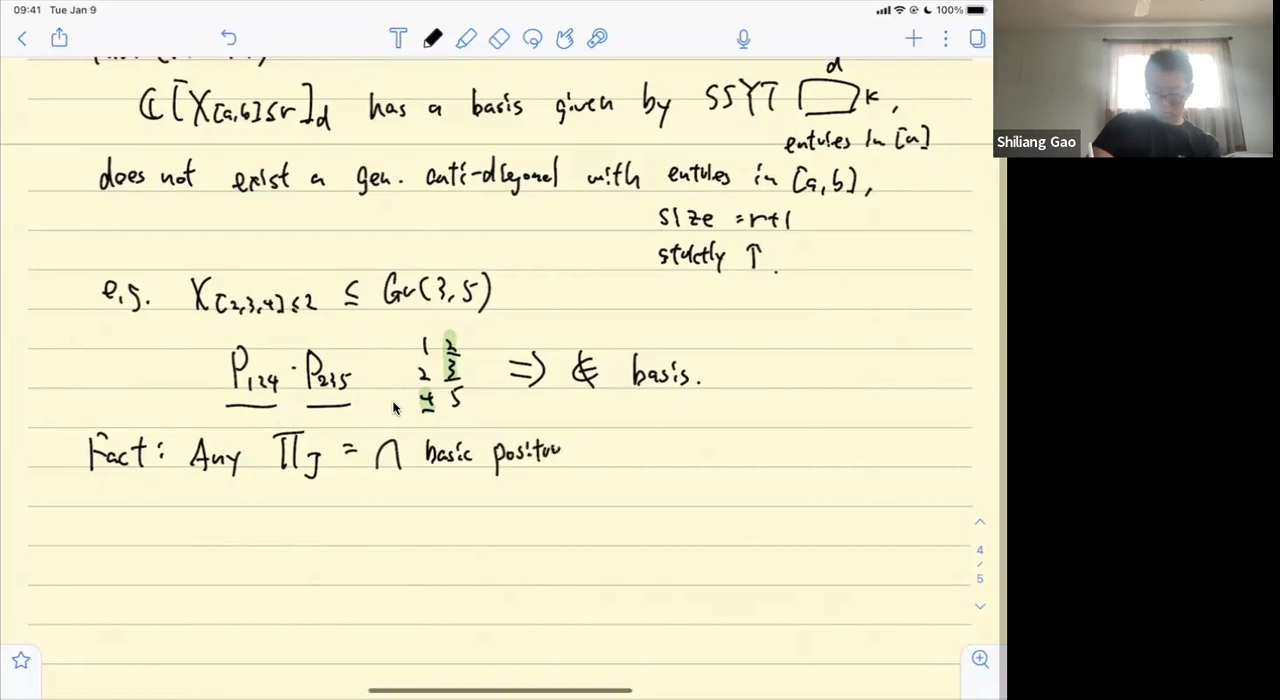 09:41 Tue Jan 9
100%
ℂ[X[a,b]≤r]d has a basis given by SSYT d k,
entries in [n]
does not exist a gen. anti-diagonal with entries in [a,b],
size = r+1
strictly ↑.
e.g. X[2,3,4]≤2 ⊆ Gr(3,5)
P124 · P235 1 2 ⇒ ∉ basis.
2 3
4 5
Fact: Any ΠJ = ∩ basic positro
Shiliang Gao
4
/
5